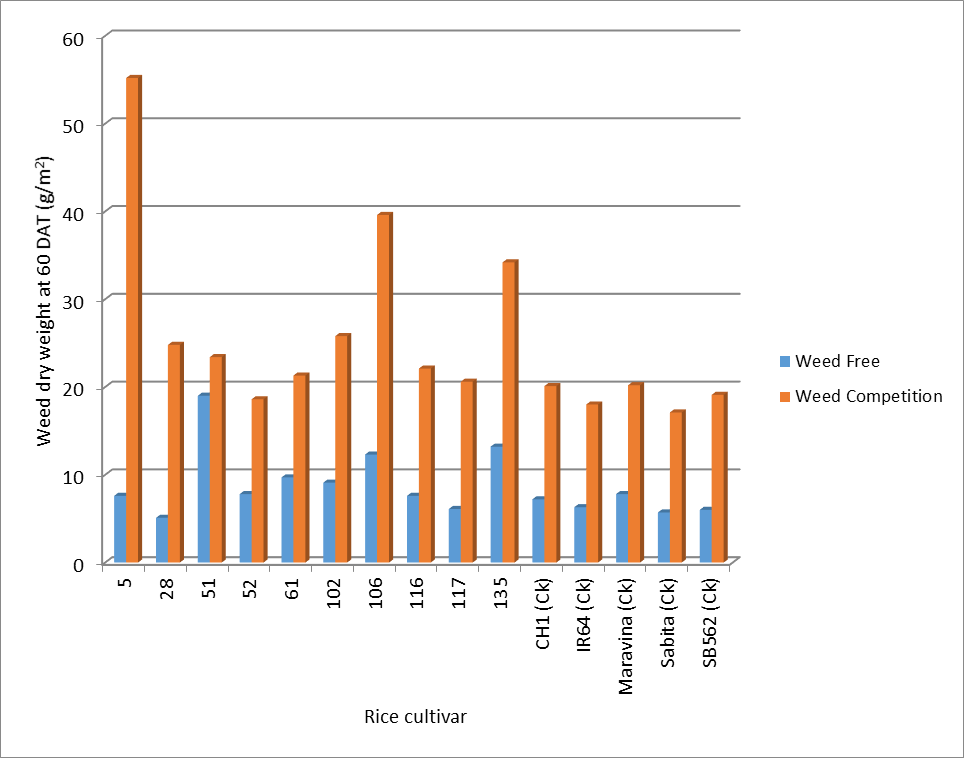 60
50
40
30
20
10
0
Weed dry weight at 60 DAT (g/m²)
5
28
51
52
61
102
106
116
117
135
CH1 (Ck)
IR64 (Ck)
Maravina (Ck)
Sabita (Ck)
SB562 (Ck)
Rice cultivar
Weed Free
Weed Competition